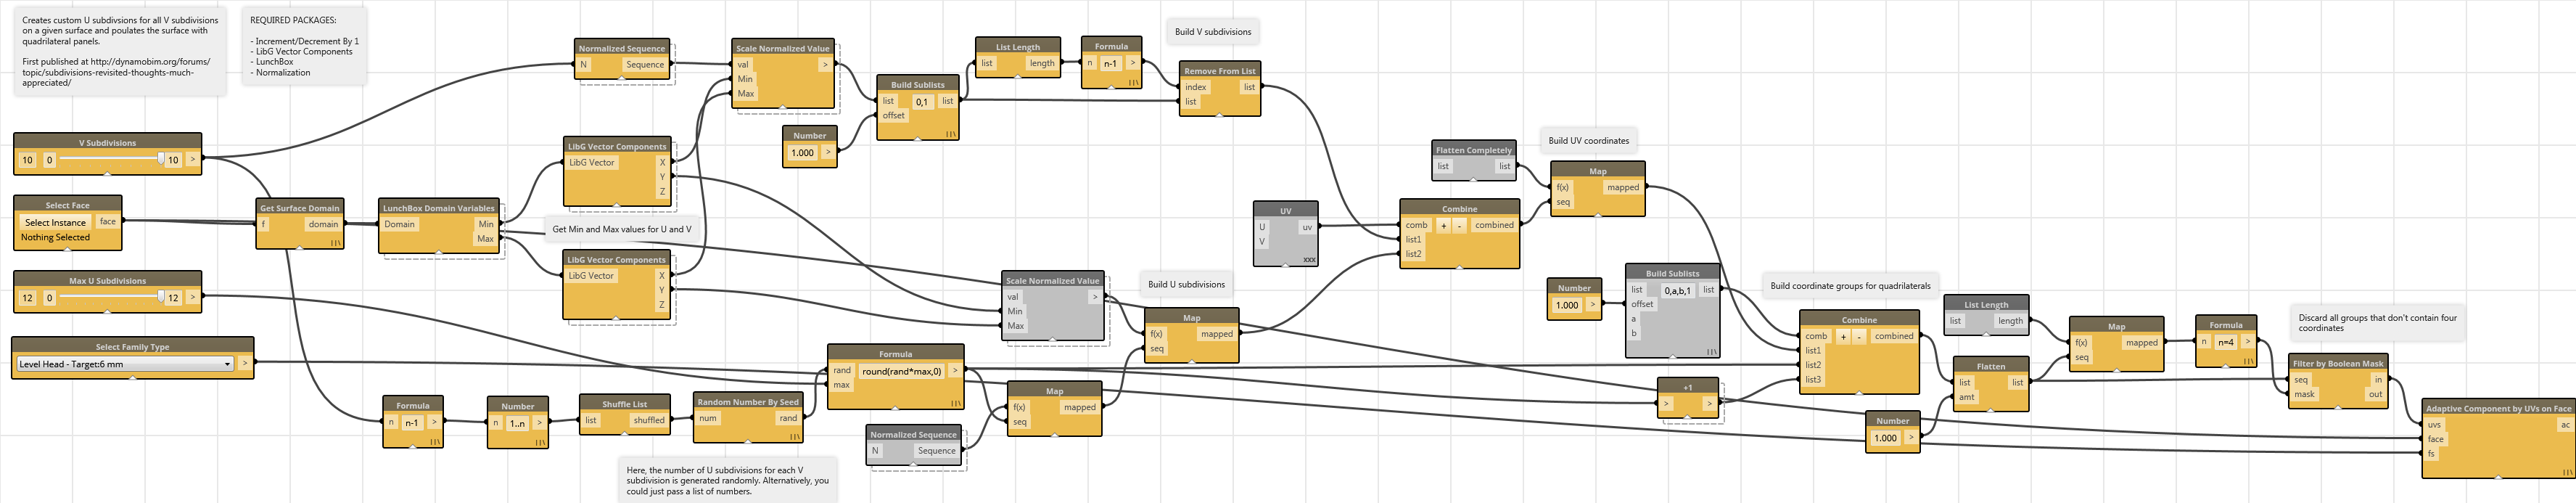 Creates custom U subdivsions for all V subdivisions
on a given surface and poulates the surface with
quadrilateral panels.
First published at http://dynamobim.org/forums/
topic/subdivisions-revisited-thoughts-much-
appreciated/
REQUIRED PACKAGES:
- Increment/Decrement By 1
- LibG Vector Components
- LunchBox
- Normalization
V Subdivisions
10 0 10 >
Select Face
Select Instance face
Nothing Selected
Max U Subdivisions
12 0 12 >
Select Family Type
Level Head - Target:6 mm >
Get Surface Domain
f domain
LunchBox Domain Variables
Domain Min
Max
Normalized Sequence
N Sequence
LibG Vector Components
LibG Vector X
Y
Z
Get Min and Max values for U and V
LibG Vector Components
LibG Vector X
Y
Z
Scale Normalized Value
val >
Min
Max
Number
1.000 >
Build Sublists
list 0,1 list
offset
List Length
list length
Formula
n n-1 >
Build V subdivisions
Remove From List
index list
list
Formula
n n-1 >
Number
n 1..n >
Shuffle List
list shuffled
Random Number By Seed
num rand
Here, the number of U subdivisions for each V
subdivision is generated randomly. Alternatively, you
could just pass a list of numbers.
Formula
rand round(rand*max,0) >
max
Normalized Sequence
N Sequence
Scale Normalized Value
val >
Min
Max
Map
f(x) mapped
seq
Build U subdivisions
Map
f(x) mapped
seq
UV
U uv
V
xxx
Flatten Completely
list list
Combine
comb + - combined
list1
list2
Build UV coordinates
Map
f(x) mapped
seq
Number
1.000 >
Build Sublists
list 0,a,b,1 list
offset
a
b
+1
> >
Build coordinate groups for quadrilaterals
Combine
comb + - combined
list1
list2
list3
Number
1.000 >
List Length
list length
Flatten
list list
amt
Map
f(x) mapped
seq
Formula
n n=4 >
Discard all groups that don't contain four
coordinates
Filter by Boolean Mask
seq in
mask out
Adaptive Component by UVs on Face
uvs ac
face
fs